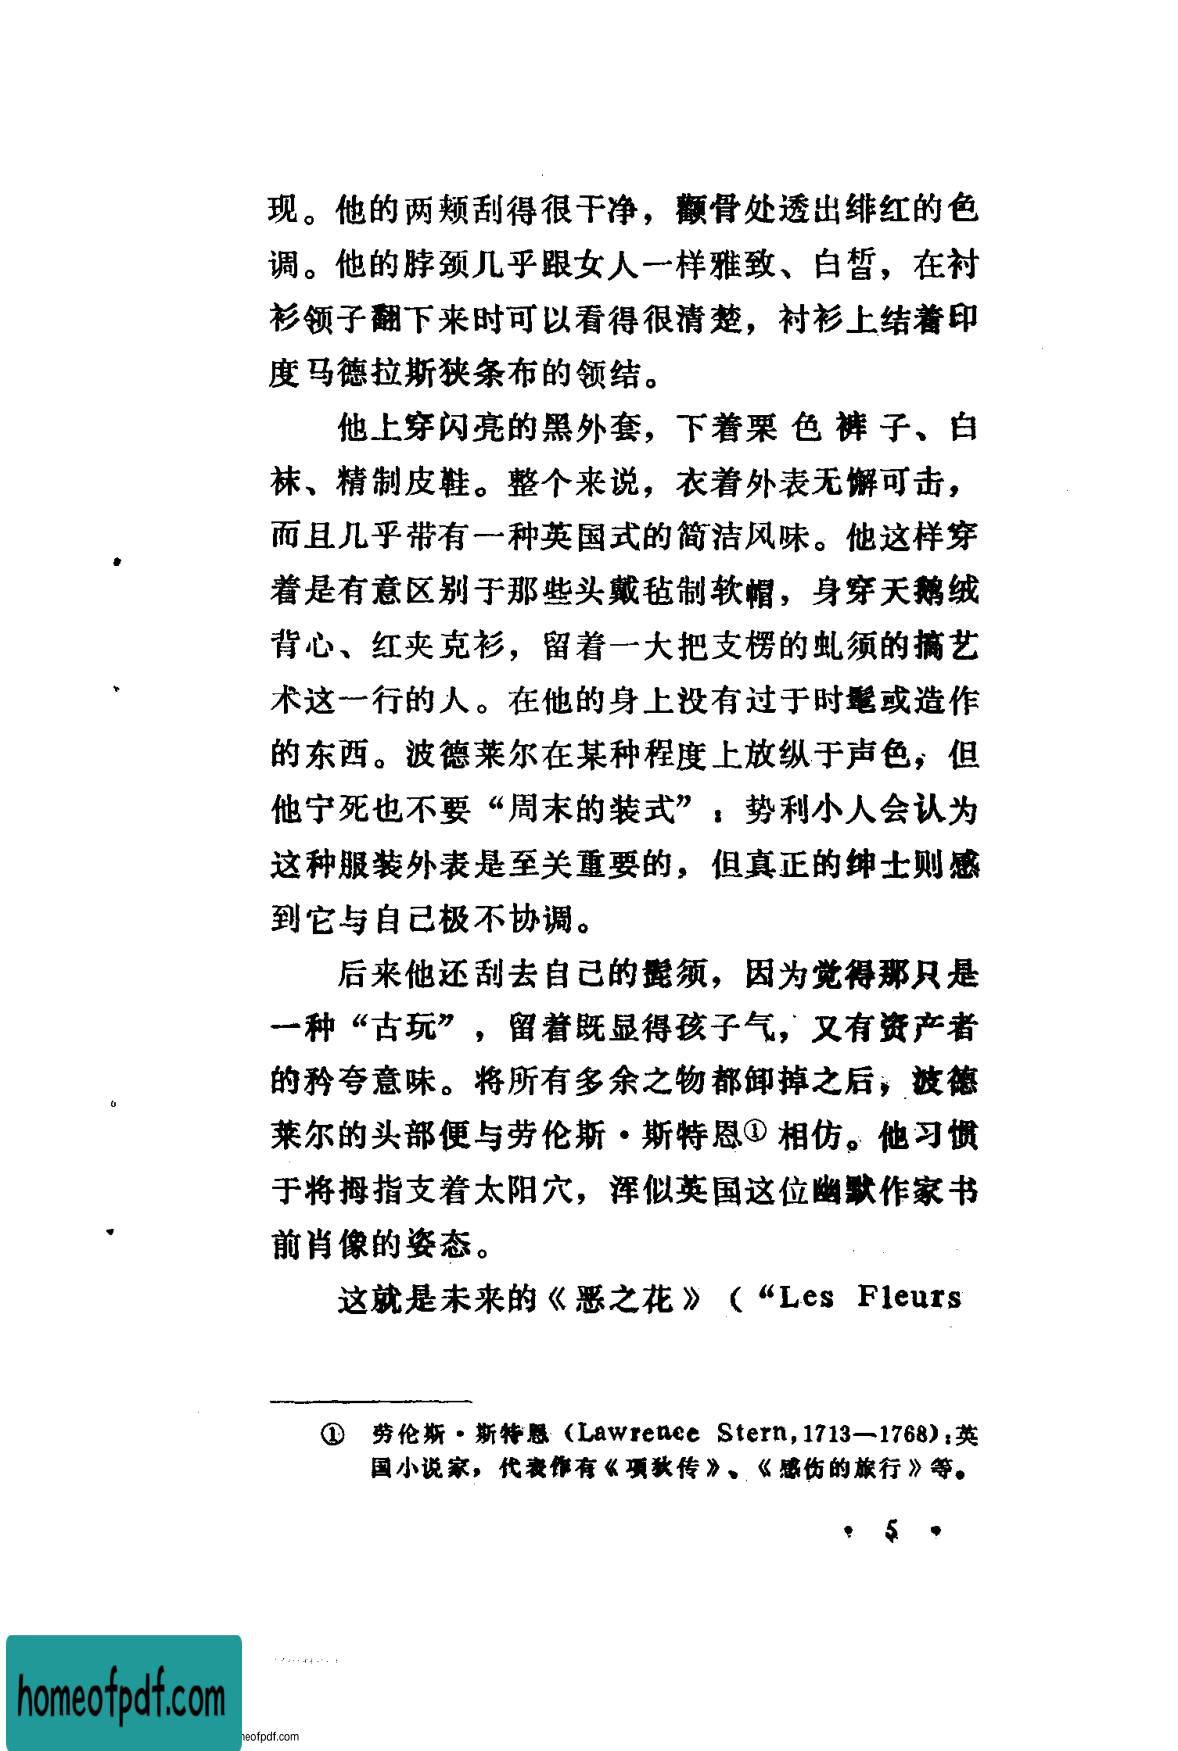 现。他的两颊刮得很干净，颧骨处透出绯红的色
调。他的脖颈几乎跟女人一样雅致、白皙，在衬
衫领子翻下来时可以看得很清楚，衬衫上结着印
度马德拉斯狭条布的领结。
他上穿闪亮的黑外套，下着栗色裤子、白
袜、精制皮鞋。整个来说，衣着外表无懈可击，
而且几乎带有一种英国式的简洁风味。他这样穿
着是有意区别于那些头戴毡制软帽，身穿天鹅绒
背心、红夹克衫，留着一大把支楞的虬须的搞艺
术这一行的人。在他的身上没有过于时髦或造作
的东西。波德莱尔在某种程度上放纵于声色，但
他宁死也不要“周末的装式”：势利小人会认为
这种服装外表是至关重要的，但真正的绅士则感
到它与自己极不协调。
后来他还刮去自己的髭须，因为觉得那只是
一种“古玩”，留着既显得孩子气，又有资产者
的矜夸意味。将所有多余之物都卸掉之后，波德
莱尔的头部便与劳伦斯·斯特恩①相仿。他习惯
于将拇指支着太阳穴，浑似英国这位幽默作家书
前肖像的姿态。
这就是未来的《恶之花》（“Les Fleurs
① 劳伦斯·斯特恩（Lawrence Stern,1713—1768）：英
国小说家，代表作有《项狄传》、《感伤的旅行》等。
· 5 ·
homeofpdf.com
neofpdf.com